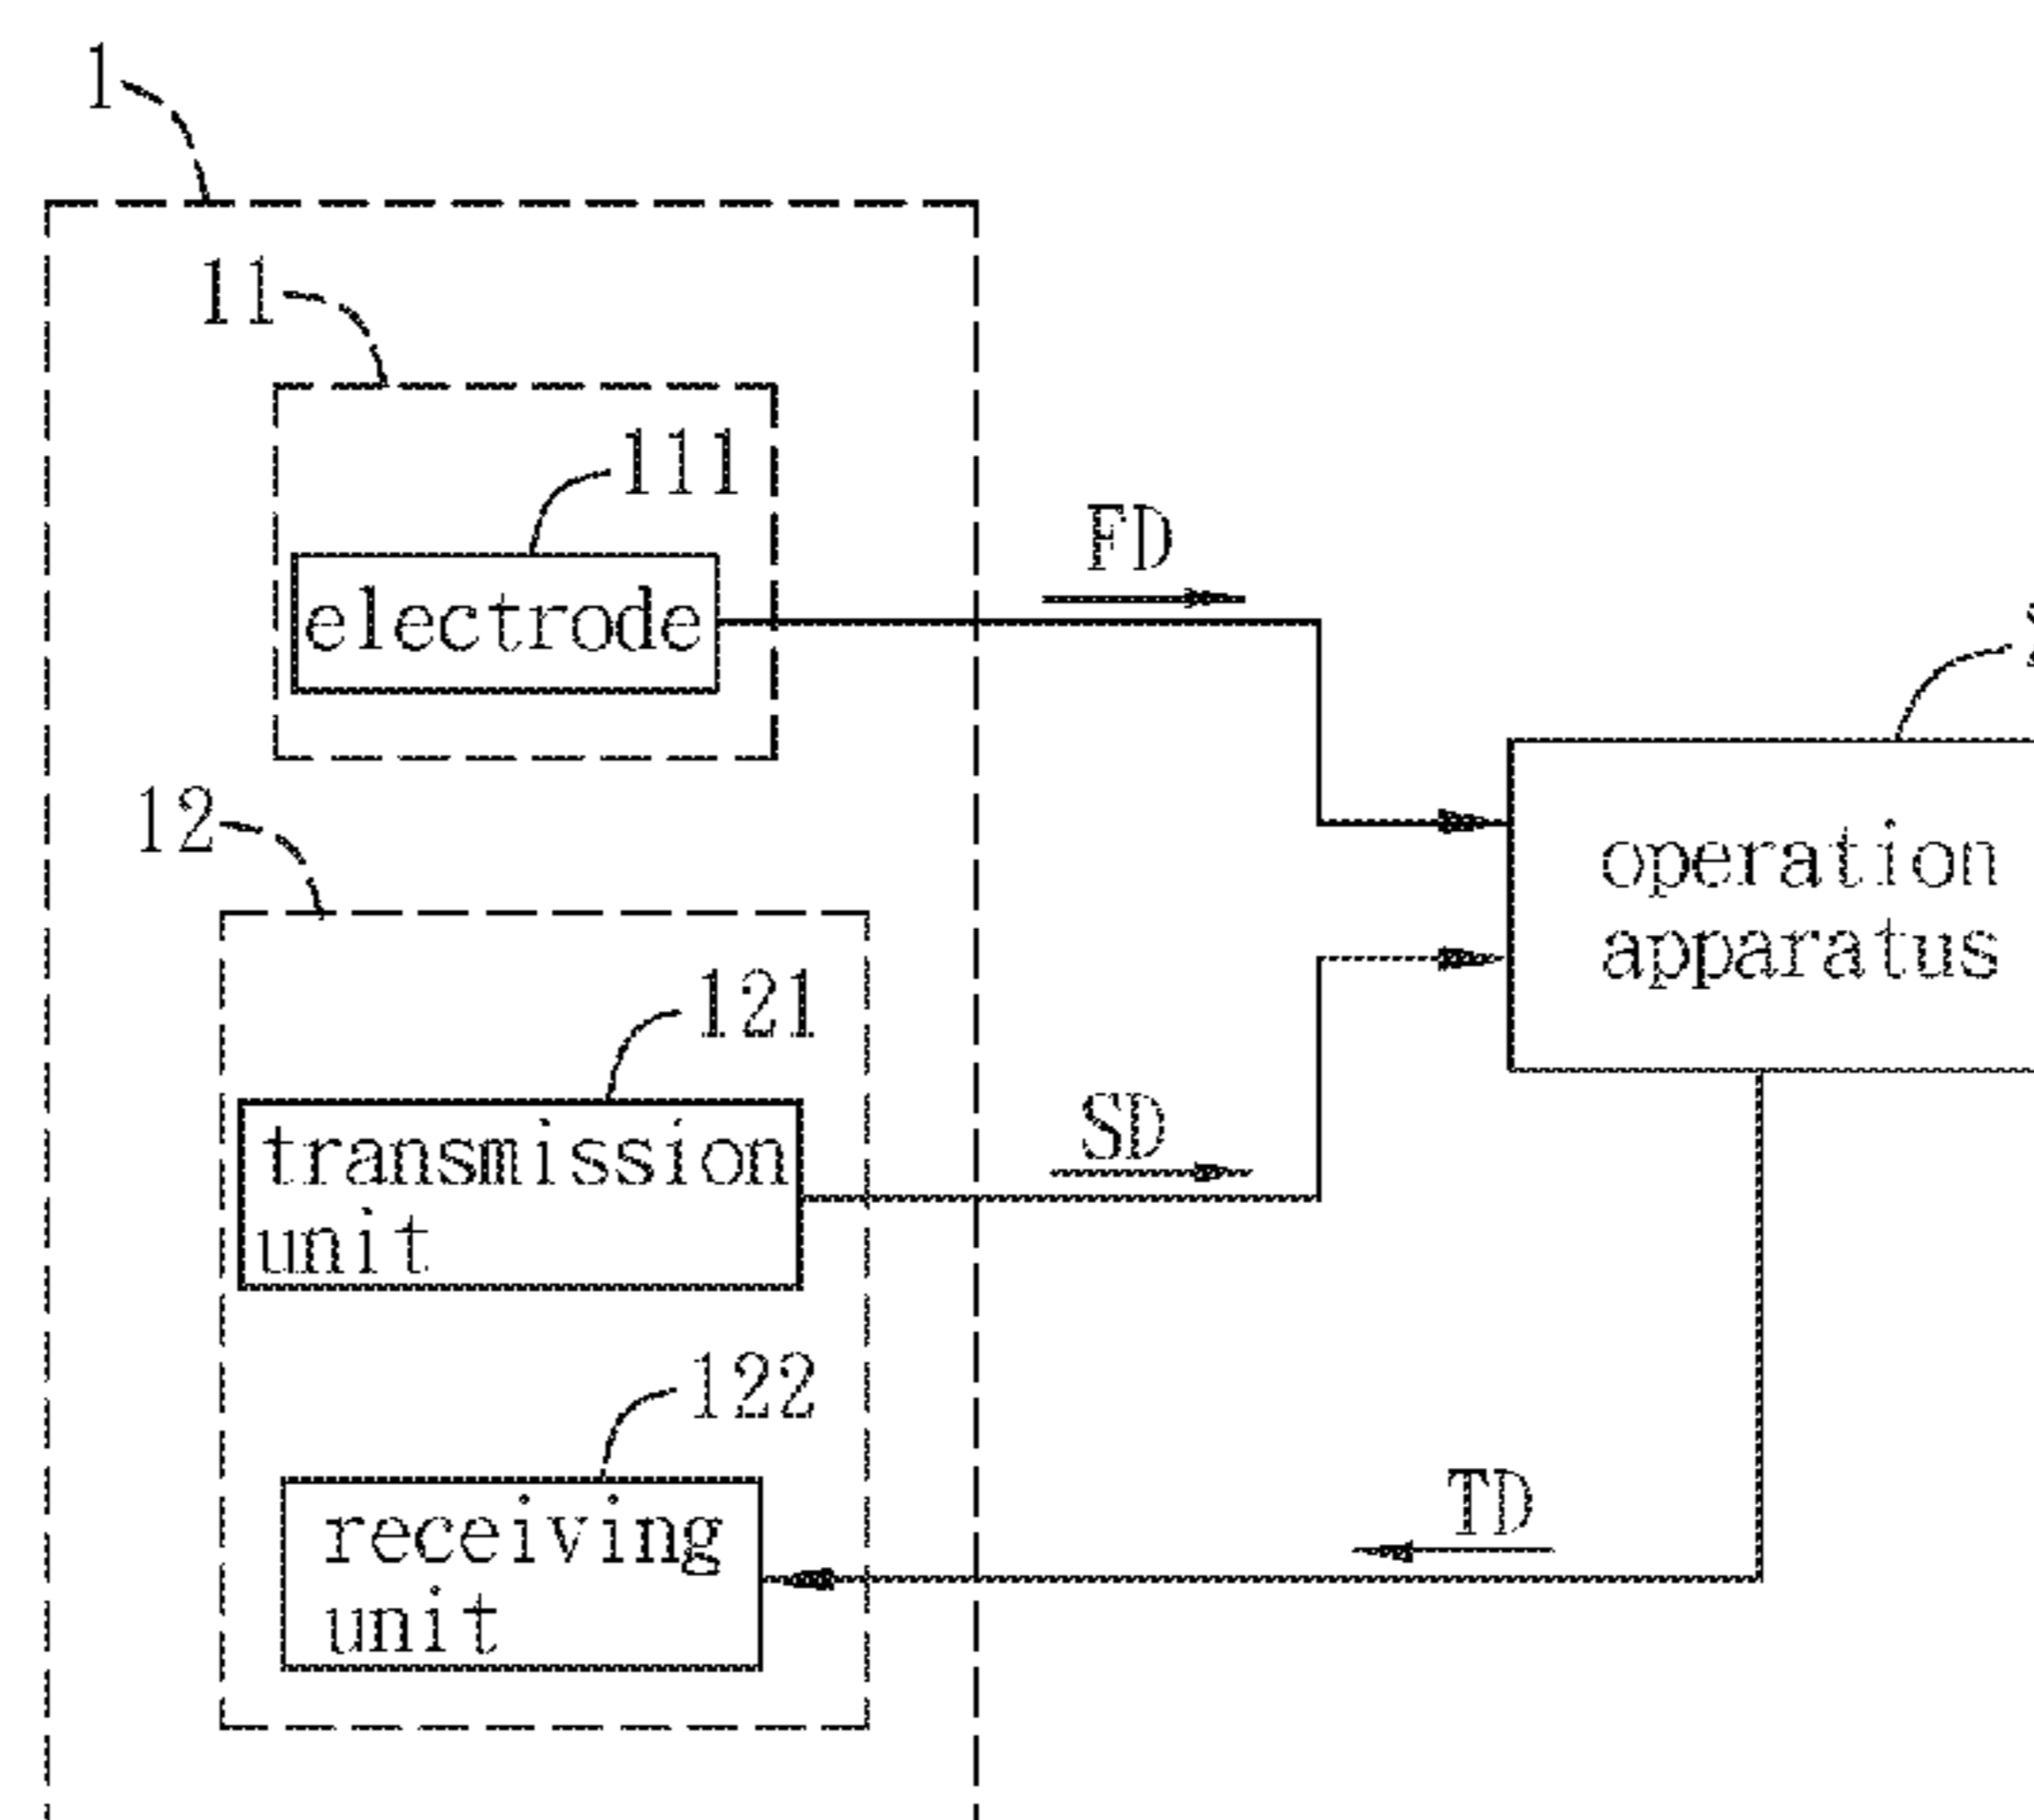 1
11
111
electrode
FD
12
operation
apparatus
121
transmission
unit
SD
122
receiving
unit
TD